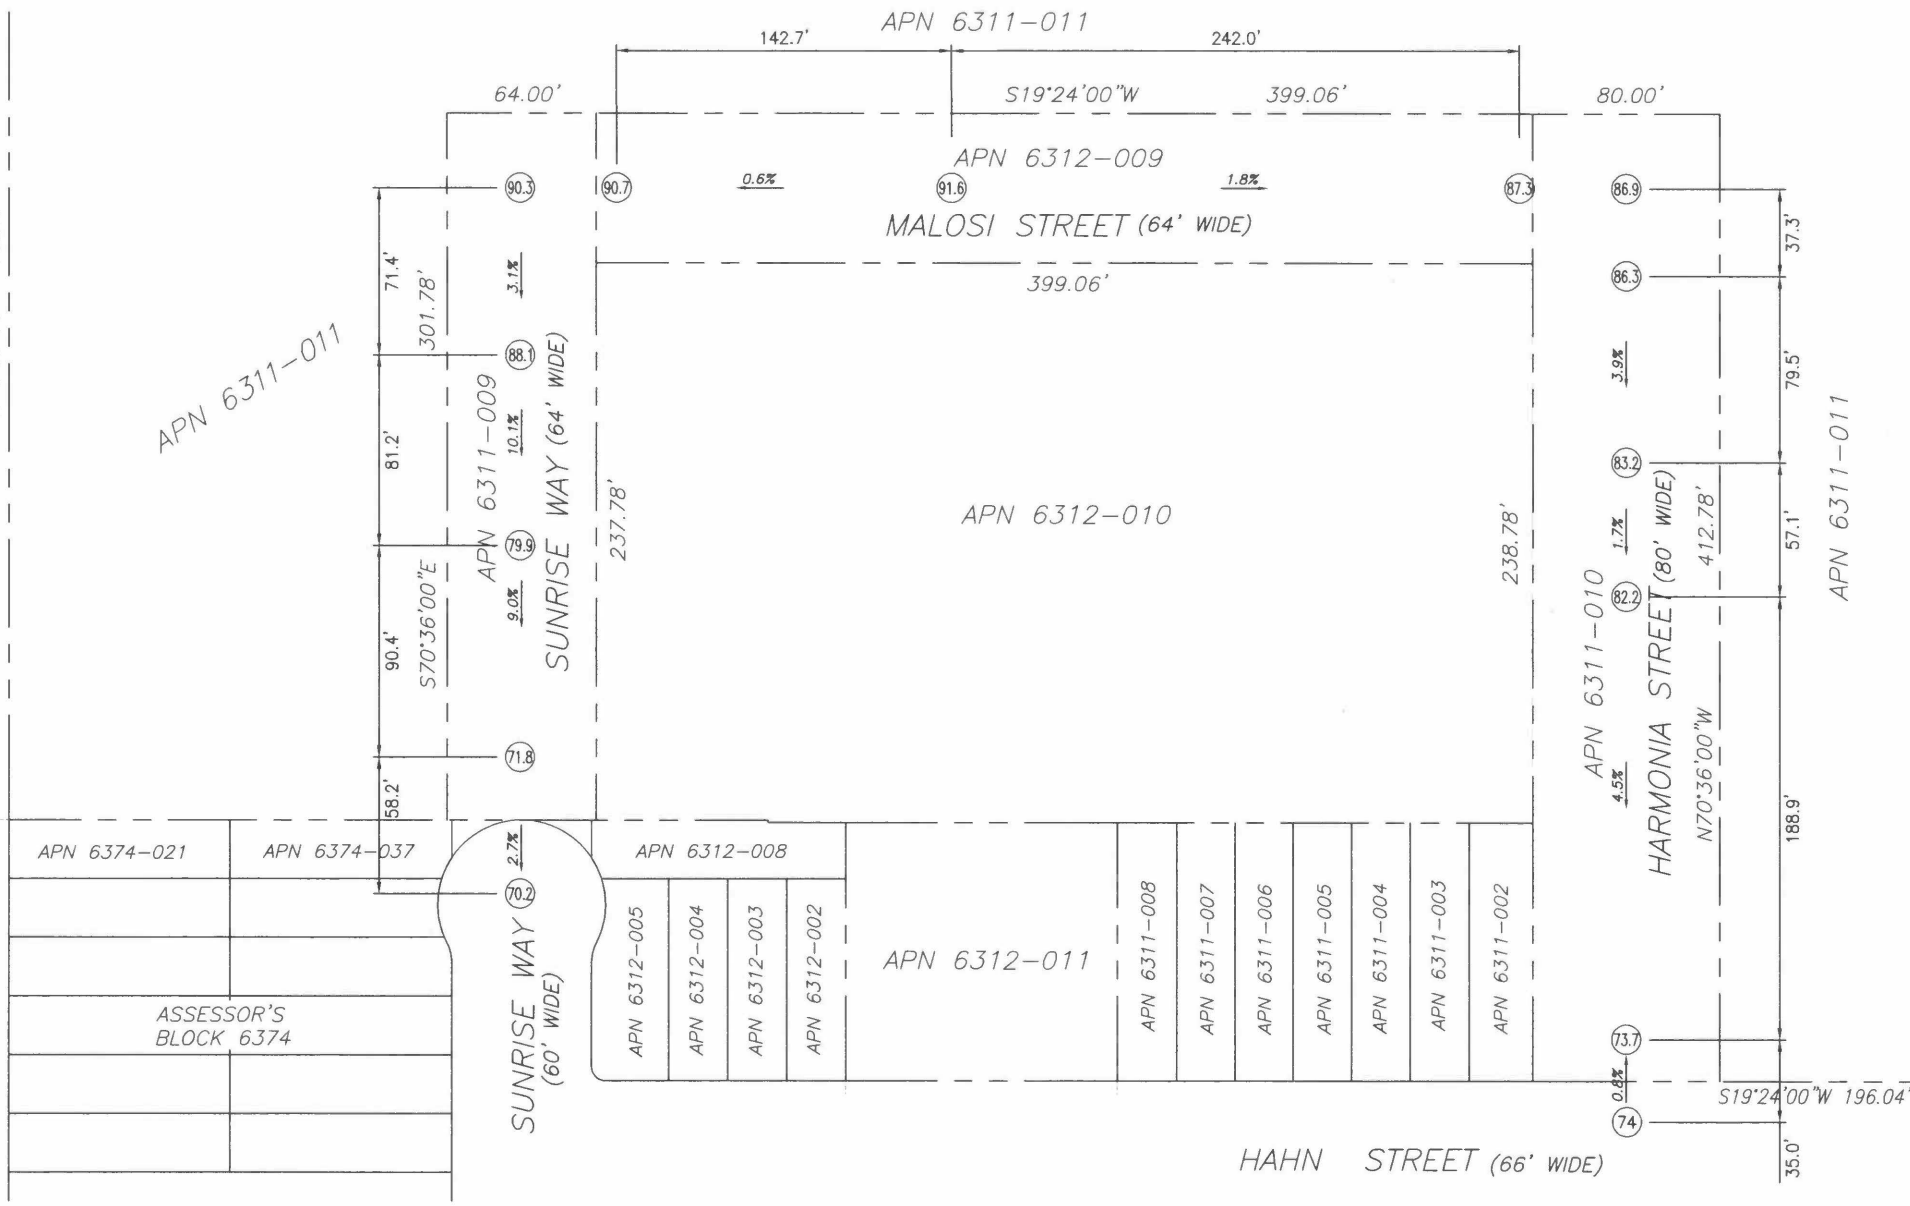 APN 6311-011
142.7'
242.0'
64.00'
S19°24'00"W
399.06'
80.00'
APN 6312-009
90.3
90.7
0.6%
91.6
1.8%
87.3
86.9
MALOSI STREET (64' WIDE)
399.06'
37.3'
86.3
71.4'
301.78'
3.1%
88.1
APN 6311-011
81.2'
APN 6311-009
10.1%
SUNRISE WAY (64' WIDE)
79.9
237.78'
S70°36'00"E
9.0%
90.4'
71.8
58.2'
APN 6312-010
238.78'
3.9%
79.5'
83.2
1.7%
57.1'
412.78'
82.2
APN 6311-010
HARMONIA STREET (80' WIDE)
N70°36'00"W
4.5%
188.9'
APN 6311-011
APN 6374-021
APN 6374-037
2.7%
70.2
APN 6312-008
SUNRISE WAY
(60' WIDE)
APN 6312-005
APN 6312-004
APN 6312-003
APN 6312-002
APN 6312-011
APN 6311-008
APN 6311-007
APN 6311-006
APN 6311-005
APN 6311-004
APN 6311-003
APN 6311-002
ASSESSOR'S
BLOCK 6374
73.7
0.8%
S19°24'00"W 196.04'
74
35.0'
HAHN STREET (66' WIDE)